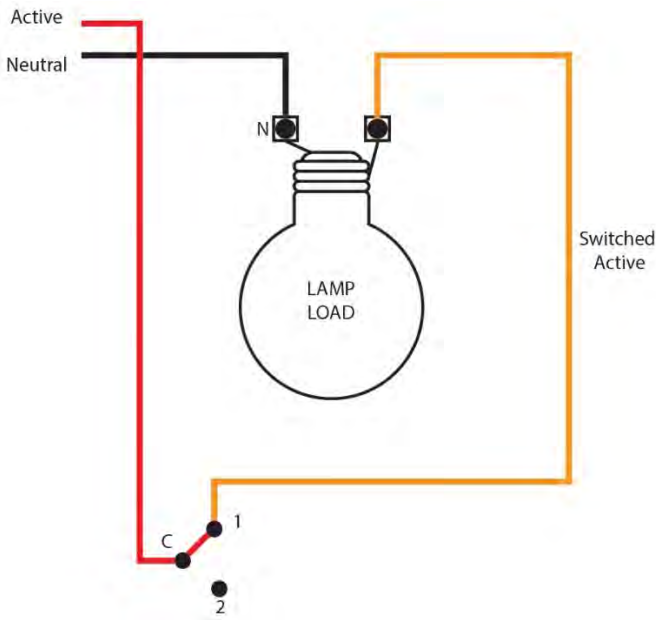 Active
Neutral
N
LAMP
LOAD
Switched
Active
1
C
2